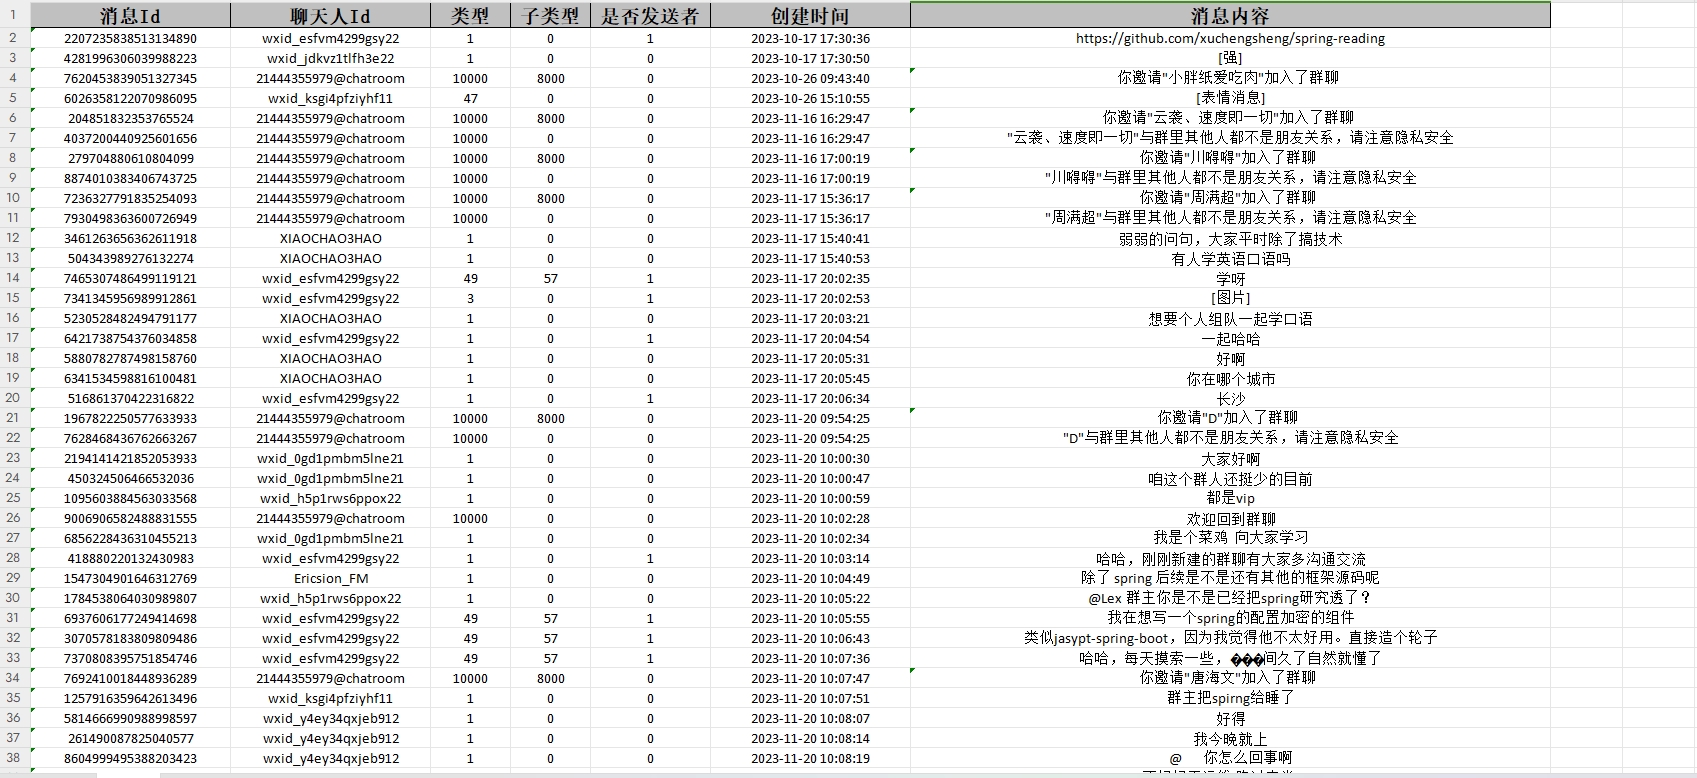 1 消息Id 聊天人Id 类型 子类型 是否发送者 创建时间 消息内容
2 2207235838513134890 wxid_esfvm4299gsy22 1 0 1 2023-10-17 17:30:36 https://github.com/xuchengsheng/spring-reading
3 4281996306039988223 wxid_jdkvz1tlfh3e22 1 0 0 2023-10-17 17:30:50 [强]
4 7620453839051327345 21444355979@chatroom 10000 8000 0 2023-10-26 09:43:40 你邀请"小胖纸爱吃肉"加入了群聊
5 6026358122070986095 wxid_ksgi4pfziyhf11 47 0 0 2023-10-26 15:10:55 [表情消息]
6 204851832353765524 21444355979@chatroom 10000 8000 0 2023-11-16 16:29:47 你邀请"云袭、速度即一切"加入了群聊
7 4037200440925601656 21444355979@chatroom 10000 0 0 2023-11-16 16:29:47 "云袭、速度即一切"与群里其他人都不是朋友关系，请注意隐私安全
8 279704880610804099 21444355979@chatroom 10000 8000 0 2023-11-16 17:00:19 你邀请"川嘚嘚"加入了群聊
9 8874010383406743725 21444355979@chatroom 10000 0 0 2023-11-16 17:00:19 "川嘚嘚"与群里其他人都不是朋友关系，请注意隐私安全
10 7236327791835254093 21444355979@chatroom 10000 8000 0 2023-11-17 15:36:17 你邀请"周满超"加入了群聊
11 7930498363600726949 21444355979@chatroom 10000 0 0 2023-11-17 15:36:17 "周满超"与群里其他人都不是朋友关系，请注意隐私安全
12 3461263656362611918 XIAOCHAO3HAO 1 0 0 2023-11-17 15:40:41 弱弱的问句，大家平时除了搞技术
13 504343989276132274 XIAOCHAO3HAO 1 0 0 2023-11-17 15:40:53 有人学英语口语吗
14 7465307486499119121 wxid_esfvm4299gsy22 49 57 1 2023-11-17 20:02:35 学呀
15 7341345956989912861 wxid_esfvm4299gsy22 3 0 1 2023-11-17 20:02:53 [图片]
16 5230528482494791177 XIAOCHAO3HAO 1 0 0 2023-11-17 20:03:21 想要个人组队一起学口语
17 6421738754376034858 wxid_esfvm4299gsy22 1 0 1 2023-11-17 20:04:54 一起哈哈
18 5880782787498158760 XIAOCHAO3HAO 1 0 0 2023-11-17 20:05:31 好啊
19 6341534598816100481 XIAOCHAO3HAO 1 0 0 2023-11-17 20:05:45 你在哪个城市
20 516861370422316822 wxid_esfvm4299gsy22 1 0 1 2023-11-17 20:06:34 长沙
21 1967822250577633933 21444355979@chatroom 10000 8000 0 2023-11-20 09:54:25 你邀请"D"加入了群聊
22 7628468436762663267 21444355979@chatroom 10000 0 0 2023-11-20 09:54:25 "D"与群里其他人都不是朋友关系，请注意隐私安全
23 2194141421852053933 wxid_0gd1pmbm5lne21 1 0 0 2023-11-20 10:00:30 大家好啊
24 450324506466532036 wxid_0gd1pmbm5lne21 1 0 0 2023-11-20 10:00:47 咱这个群人还挺少的目前
25 1095603884563033568 wxid_h5p1rws6ppox22 1 0 0 2023-11-20 10:00:59 都是vip
26 9006906582488831555 21444355979@chatroom 10000 0 0 2023-11-20 10:02:28 欢迎回到群聊
27 6856228436310455213 wxid_0gd1pmbm5lne21 1 0 0 2023-11-20 10:02:34 我是个菜鸡 向大家学习
28 418880220132430983 wxid_esfvm4299gsy22 1 0 1 2023-11-20 10:03:14 哈哈，刚刚新建的群聊有大家多沟通交流
29 1547304901646312769 Ericsion_FM 1 0 0 2023-11-20 10:04:49 除了 spring 后续是不是还有其他的框架源码呢
30 1784538064030989807 wxid_h5p1rws6ppox22 1 0 0 2023-11-20 10:05:22 @Lex 群主你是不是已经把spring研究透了？
31 6937606177249414698 wxid_esfvm4299gsy22 49 57 1 2023-11-20 10:05:55 我在想写一个spring的配置加密的组件
32 3070578183809809486 wxid_esfvm4299gsy22 49 57 1 2023-11-20 10:06:43 类似jasypt-spring-boot，因为我觉得他不太好用。直接造个轮子
33 7370808395751854746 wxid_esfvm4299gsy22 49 57 1 2023-11-20 10:07:36 哈哈，每天摸索一些，���间久了自然就懂了
34 7692410018448936289 21444355979@chatroom 10000 8000 0 2023-11-20 10:07:47 你邀请"唐海文"加入了群聊
35 1257916359642613496 wxid_ksgi4pfziyhf11 1 0 0 2023-11-20 10:07:51 群主把spirng给睡了
36 5814666990988998597 wxid_y4ey34qxjeb912 1 0 0 2023-11-20 10:08:07 好得
37 261490087825040577 wxid_y4ey34qxjeb912 1 0 0 2023-11-20 10:08:14 我今晚就上
38 8604999495388203423 wxid_y4ey34qxjeb912 1 0 0 2023-11-20 10:08:19 @ 你怎么回事啊